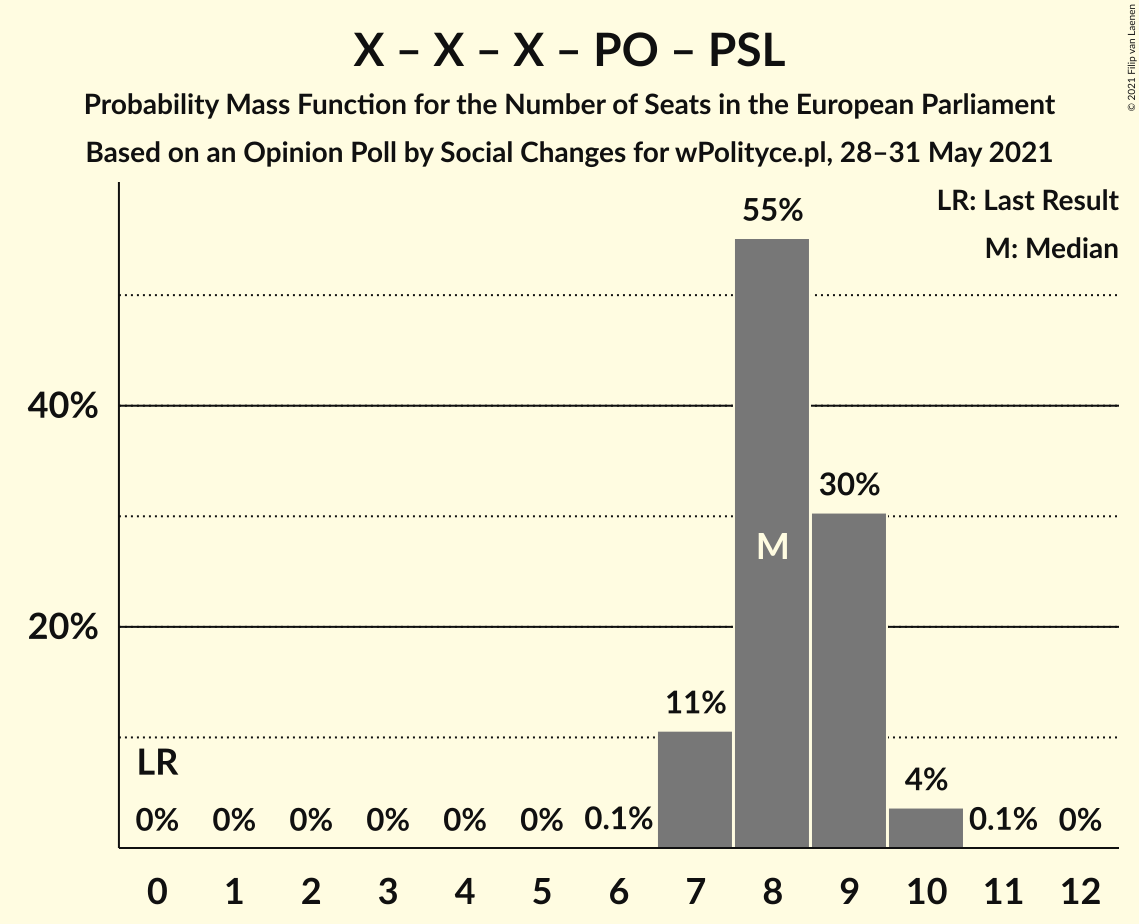 X – X – X – PO – PSL
Probability Mass Function for the Number of Seats in the European Parliament
Based on an Opinion Poll by Social Changes for wPolityce.pl, 28–31 May 2021
© 2021 Filip van Laenen
LR: Last Result
M: Median
55%
40%
30%
M
20%
11%
LR
4%
0% 0% 0% 0% 0% 0% 0.1% 0.1% 0%
0 1 2 3 4 5 6 7 8 9 10 11 12